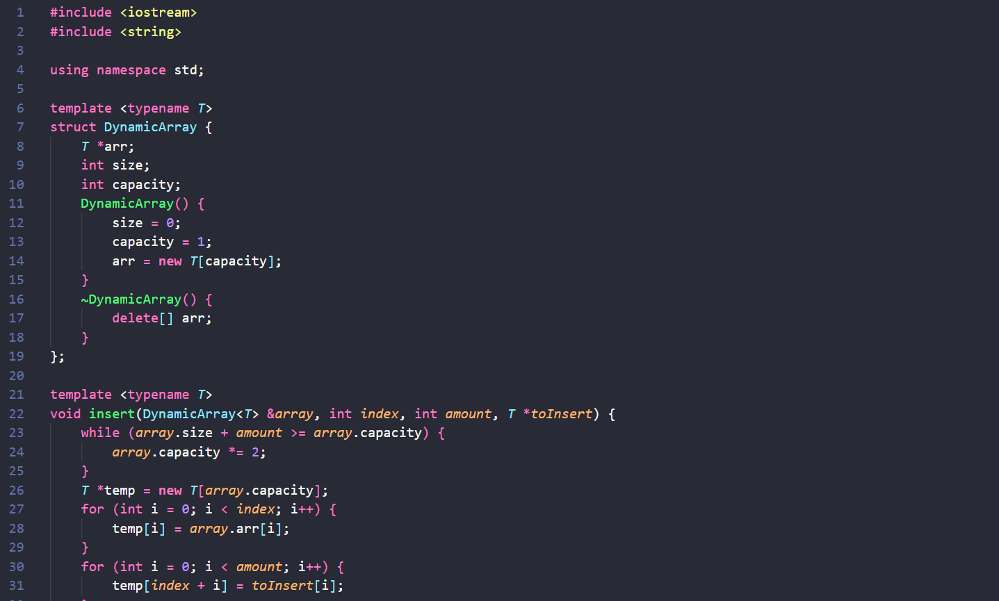 1 #include <iostream>
2 #include <string>
3
4 using namespace std;
5
6 template <typename T>
7 struct DynamicArray {
8 T *arr;
9 int size;
10 int capacity;
11 DynamicArray() {
12 size = 0;
13 capacity = 1;
14 arr = new T[capacity];
15 }
16 ~DynamicArray() {
17 delete[] arr;
18 }
19 };
20
21 template <typename T>
22 void insert(DynamicArray<T> &array, int index, int amount, T *toInsert) {
23 while (array.size + amount >= array.capacity) {
24 array.capacity *= 2;
25 }
26 T *temp = new T[array.capacity];
27 for (int i = 0; i < index; i++) {
28 temp[i] = array.arr[i];
29 }
30 for (int i = 0; i < amount; i++) {
31 temp[index + i] = toInsert[i];